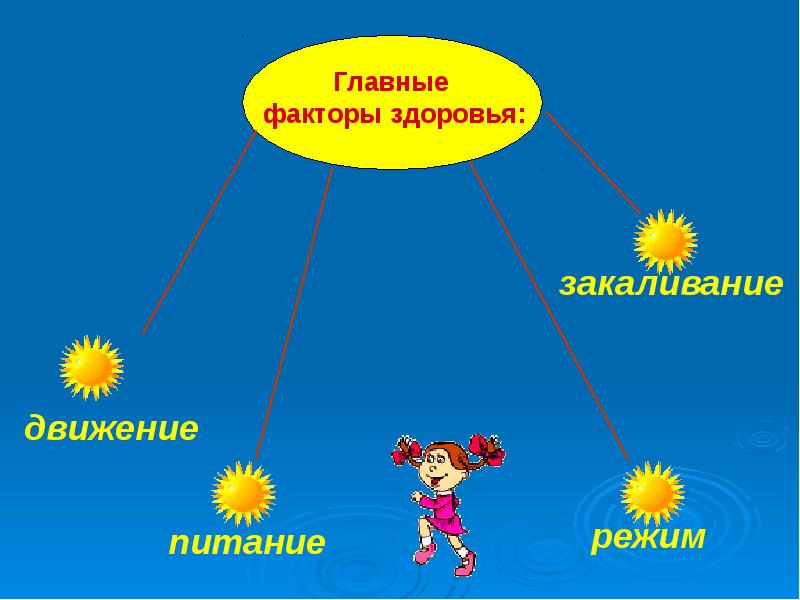 Главные
факторы здоровья:
закаливание
движение
питание
режим